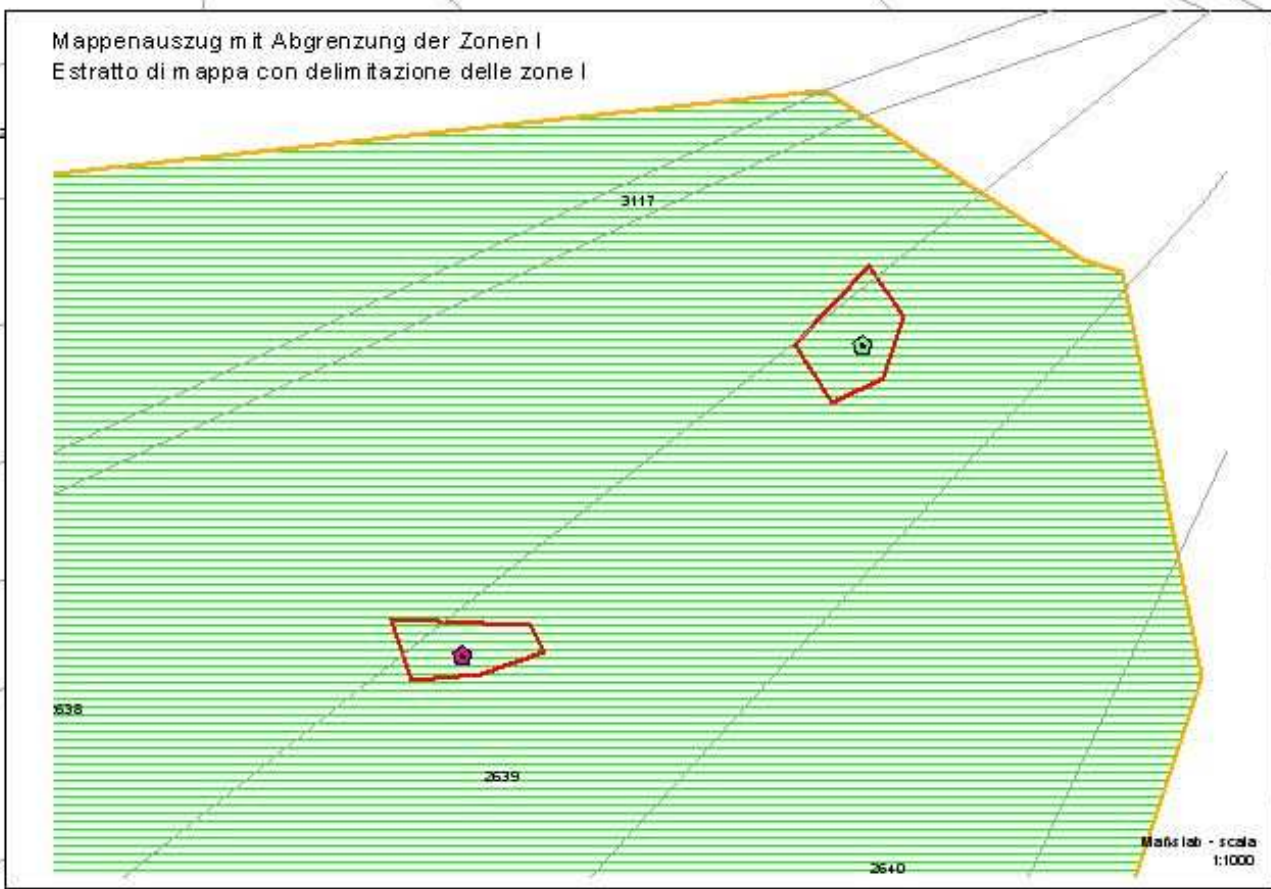 Mappenauszug mit Abgrenzung der Zonen I
Estratto di mappa con delimitazione delle zone I
3117
2638
2639
2640
Maßstab - scala
1:1000